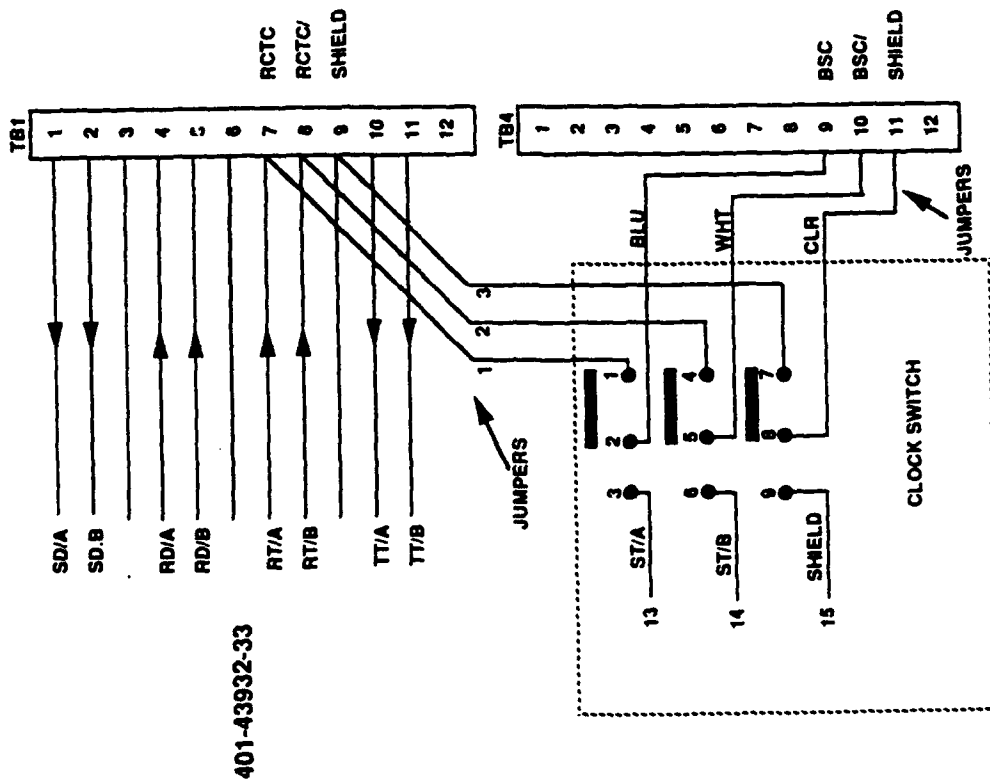 401-43932-33
SD/A
SD.B
RD/A
RD/B
RT/A
RT/B
TT/A
TT/B
TB1
1
2
3
4
5
6
7
8
9
10
11
12
RCTC
RCTC/
SHIELD
JUMPERS
1
2
3
TB4
1
2
3
4
5
6
7
8
9
10
11
12
BSC
BSC/
SHIELD
JUMPERS
BLU
WHT
CLR
13
ST/A
3
2
1
14
ST/B
6
5
4
15
SHIELD
9
8
7
CLOCK SWITCH